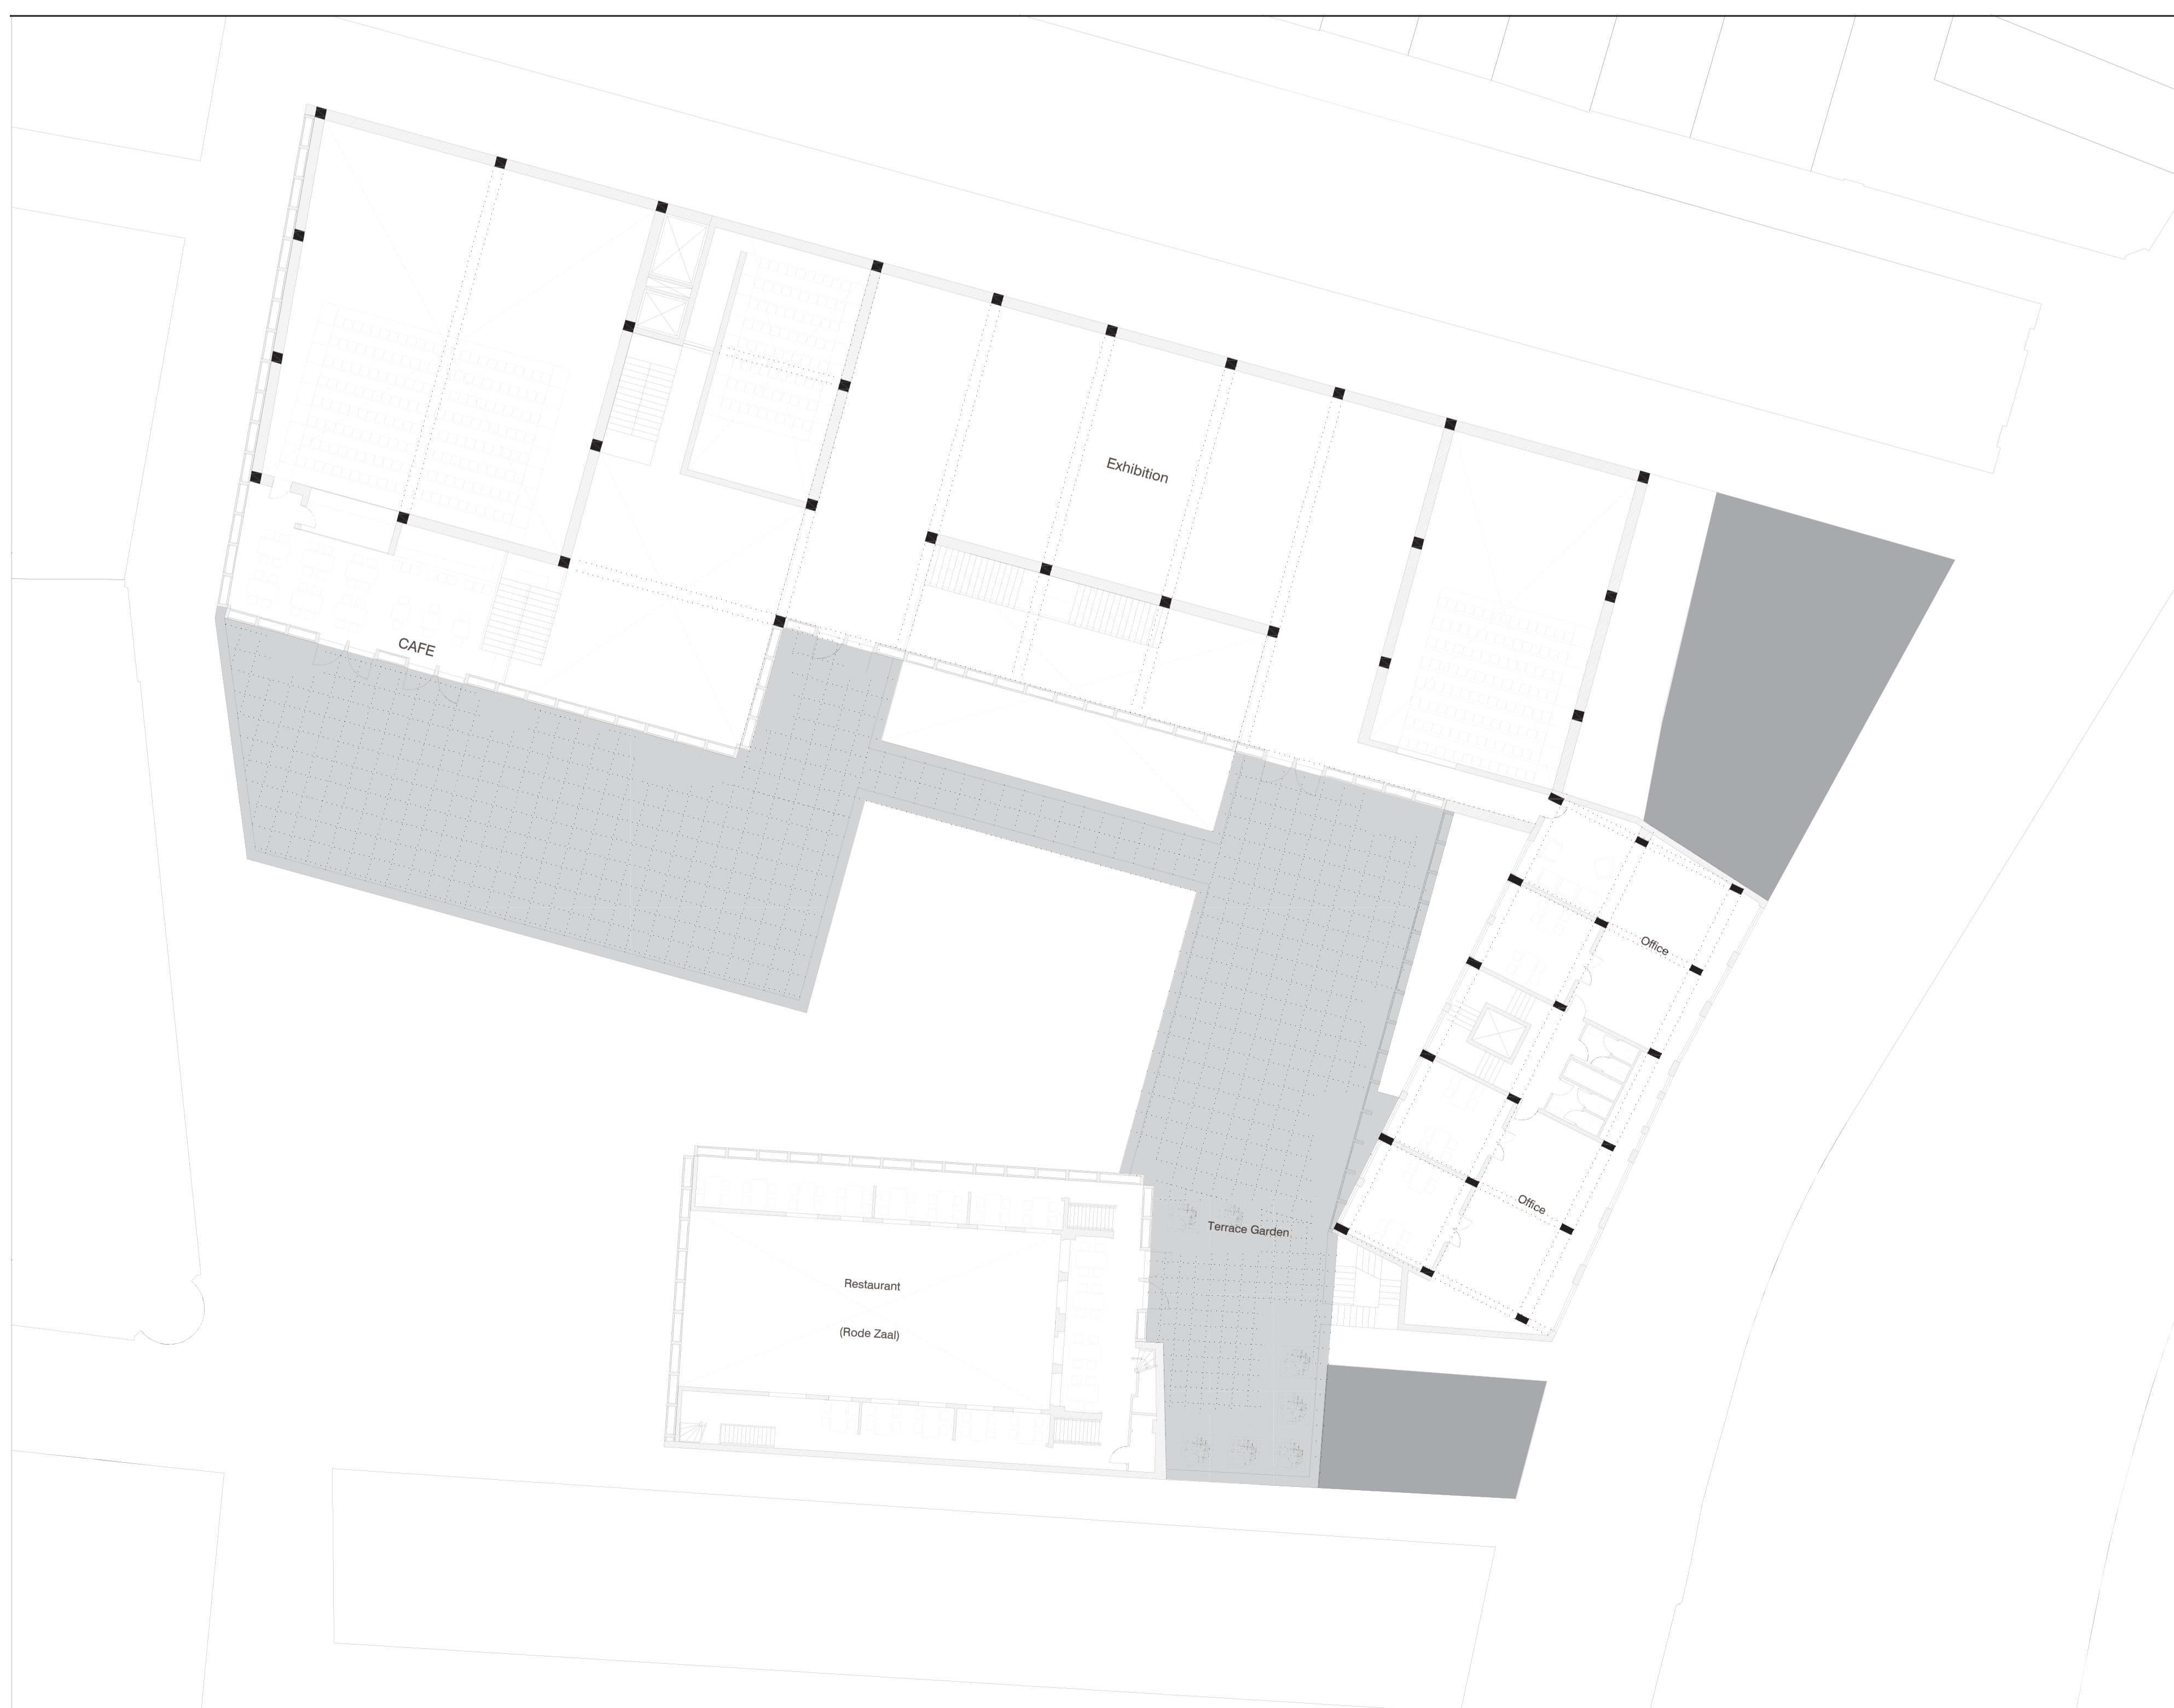 Exhibition
CAFE
Office
Office
Terrace Garden
Restaurant
(Rode Zaal)